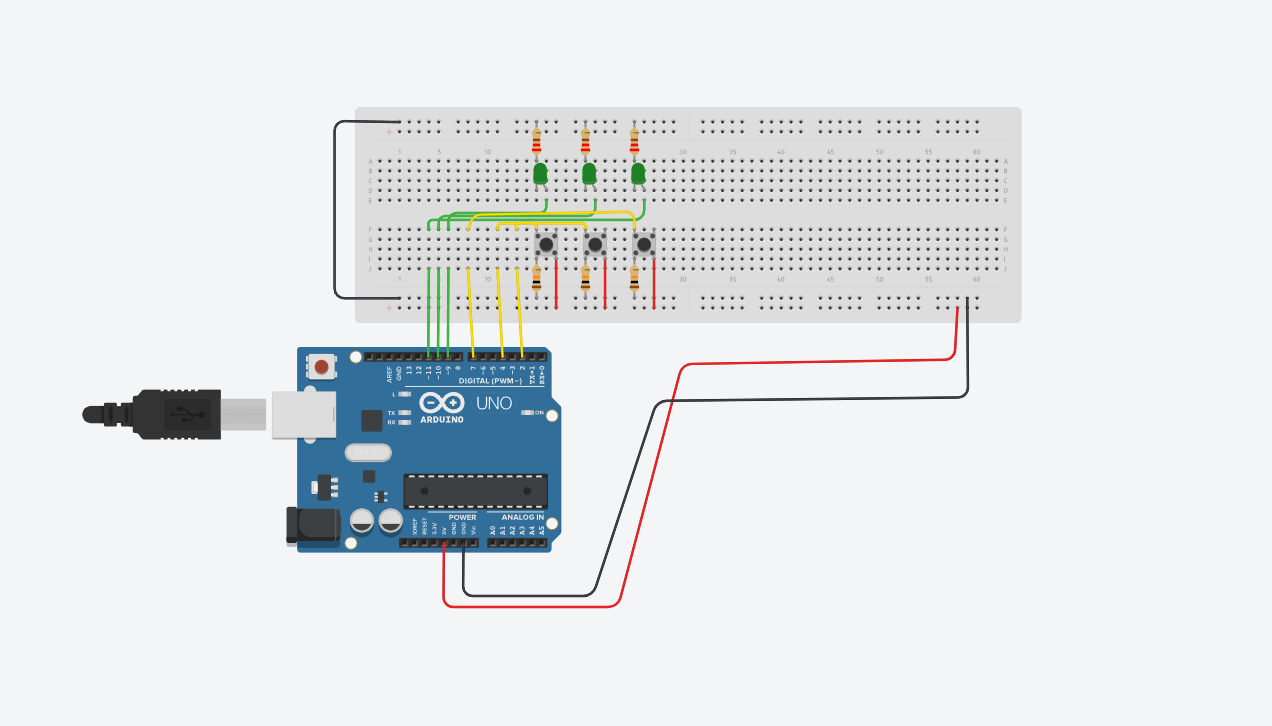 1 5 10 30 35 40 45 50 55 60
A A
B B
C C
D D
E E
F F
G G
H H
I I
J J
1 10 30 35 40 45 50 55 60
AREF
GND
13
12
~11
~10
~9
8
7
~6
~5
4
~3
2
TX→1
RX←0
DIGITAL (PWM~)
L
TX
RX
UNO
ON
ARDUINO
POWER
ANALOG IN
IOREF
RESET
3.3V
5V
GND
GND
Vin
A0
A1
A2
A3
A4
A5